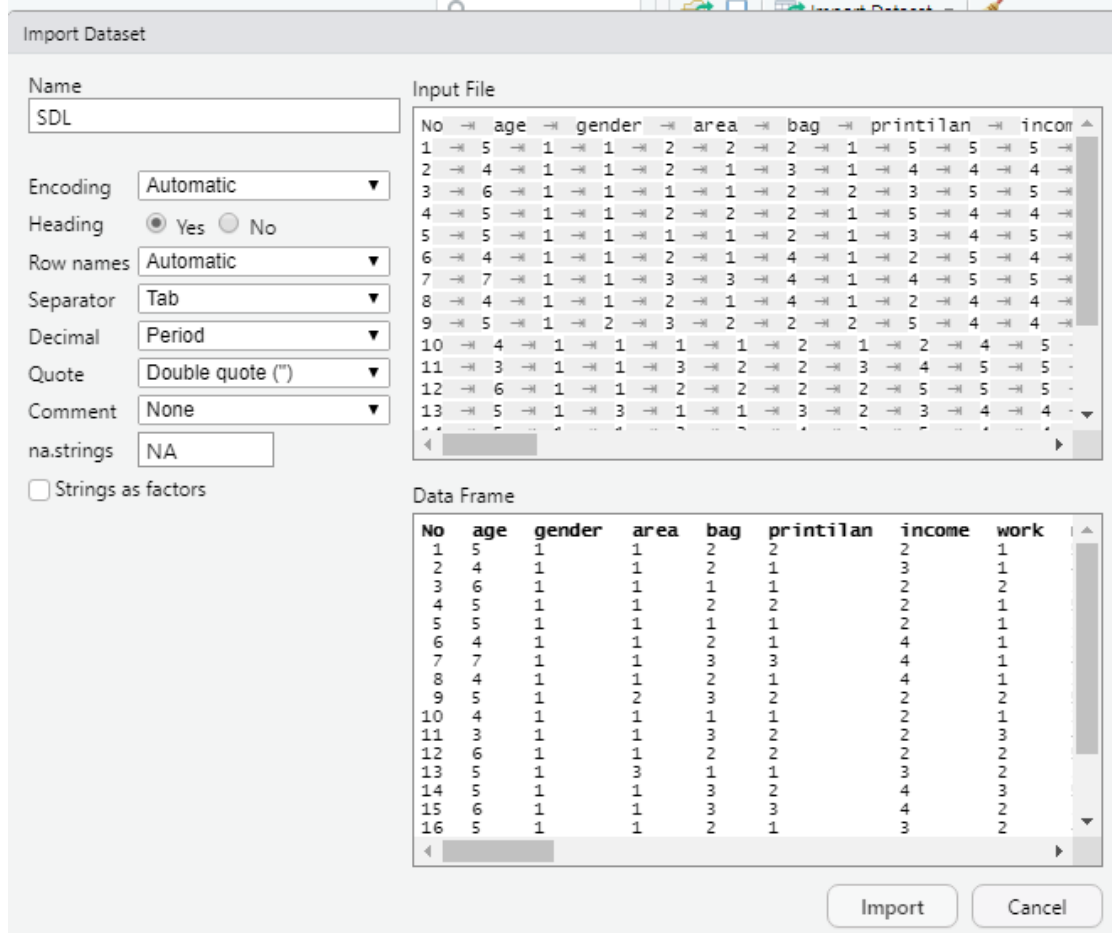 Import Dataset
Import Dataset
Name
SDL
Encoding Automatic
Heading Yes No
Row names Automatic
Separator Tab
Decimal Period
Quote Double quote (")
Comment None
na.strings NA
Strings as factors
Input File
No age gender area bag printilan incom
1 5 1 1 2 2 2 1 5 5 5
2 4 1 1 2 1 3 1 4 4 4
3 6 1 1 1 1 2 2 3 5 5
4 5 1 1 2 2 2 1 5 4 4
5 5 1 1 1 1 2 1 3 4 5
6 4 1 1 2 1 4 1 2 5 4
7 7 1 1 3 3 4 1 4 5 5
8 4 1 1 2 1 4 1 2 4 4
9 5 1 2 3 2 2 2 5 4 4
10 4 1 1 1 1 2 1 2 4 5
11 3 1 1 3 2 2 3 4 5 5
12 6 1 1 2 2 2 2 5 5 5
13 5 1 3 1 1 3 2 3 4 4
Data Frame
No age gender area bag printilan income work
1 5 1 1 2 2 2 1
2 4 1 1 2 1 3 1
3 6 1 1 1 1 2 2
4 5 1 1 2 2 2 1
5 5 1 1 1 1 2 1
6 4 1 1 2 1 4 1
7 7 1 1 3 3 4 1
8 4 1 1 2 1 4 1
9 5 1 2 3 2 2 2
10 4 1 1 1 1 2 1
11 3 1 1 3 2 2 3
12 6 1 1 2 2 2 2
13 5 1 3 1 1 3 2
14 5 1 1 3 2 4 3
15 6 1 1 3 3 4 2
16 5 1 1 2 1 3 2
Import Cancel